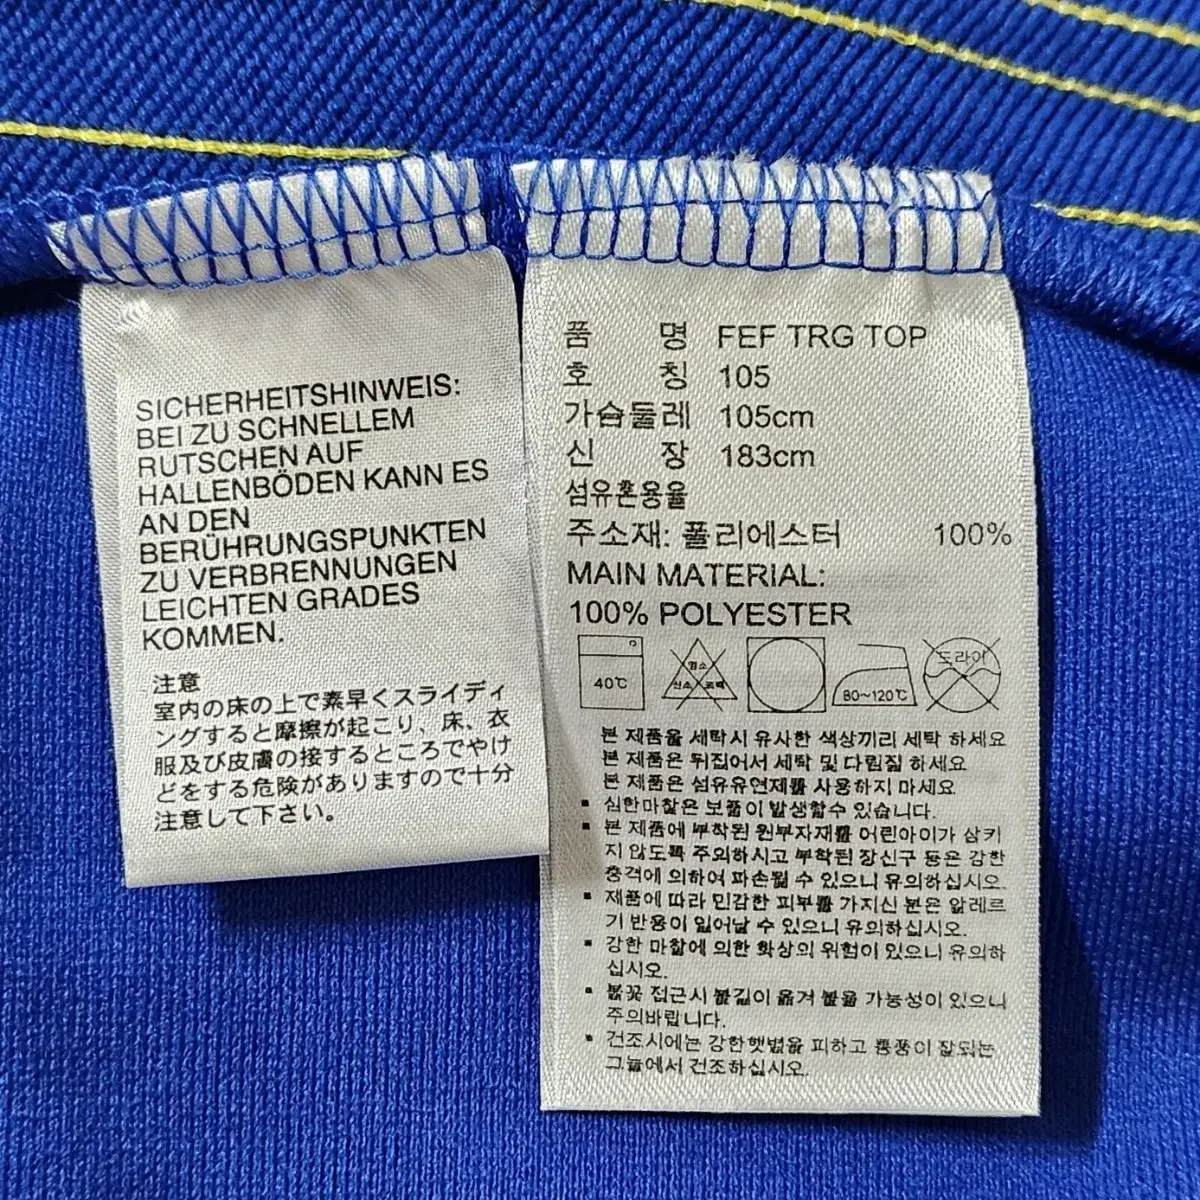 SICHERHEITSHINWEIS:
BEI ZU SCHNELLEM
RUTSCHEN AUF
HALLENBÖDEN KANN ES
AN DEN
BERÜHRUNGSPUNKTEN
ZU VERBRENNUNGEN
LEICHTEN GRADES
KOMMEN.
注意
室内の床の上で素早くスライディ
ングすると摩擦が起こり、床、衣
服及び皮膚の接するところでやけ
どをする危険がありますので十分
注意して下さい。
품 명 FEF TRG TOP
호 칭 105
가슴둘레 105cm
신 장 183cm
섬유혼용율
주소재: 폴리에스터 100%
MAIN MATERIAL:
100% POLYESTER
40℃
염소
산소 표백
80~120℃
드라이
본 제품을 세탁시 유사한 색상끼리 세탁 하세요
본 제품은 뒤집어서 세탁 및 다림질 하세요
본 제품은 섬유유연제를 사용하지 마세요
▪ 심한마찰은 보풀이 발생할수 있습니다.
▪ 본 제품에 부착된 원부자재를 어린아이가 삼키
지 않도록 주의하시고 부착된 장신구 등은 강한
충격에 의하여 파손될 수 있으니 유의하십시오.
▪ 제품에 따라 민감한 피부를 가지신 분은 알레르
기 반응이 일어날 수 있으니 유의하십시오.
▪ 강한 마찰에 의한 화상의 위험이 있으니 유의하
십시오.
▪ 불꽃 접근시 불길이 옮겨 붙을 가능성이 있으니
주의바랍니다.
▪ 건조시에는 강한햇볕을 피하고 통풍이 잘되는
그늘에서 건조하십시오.